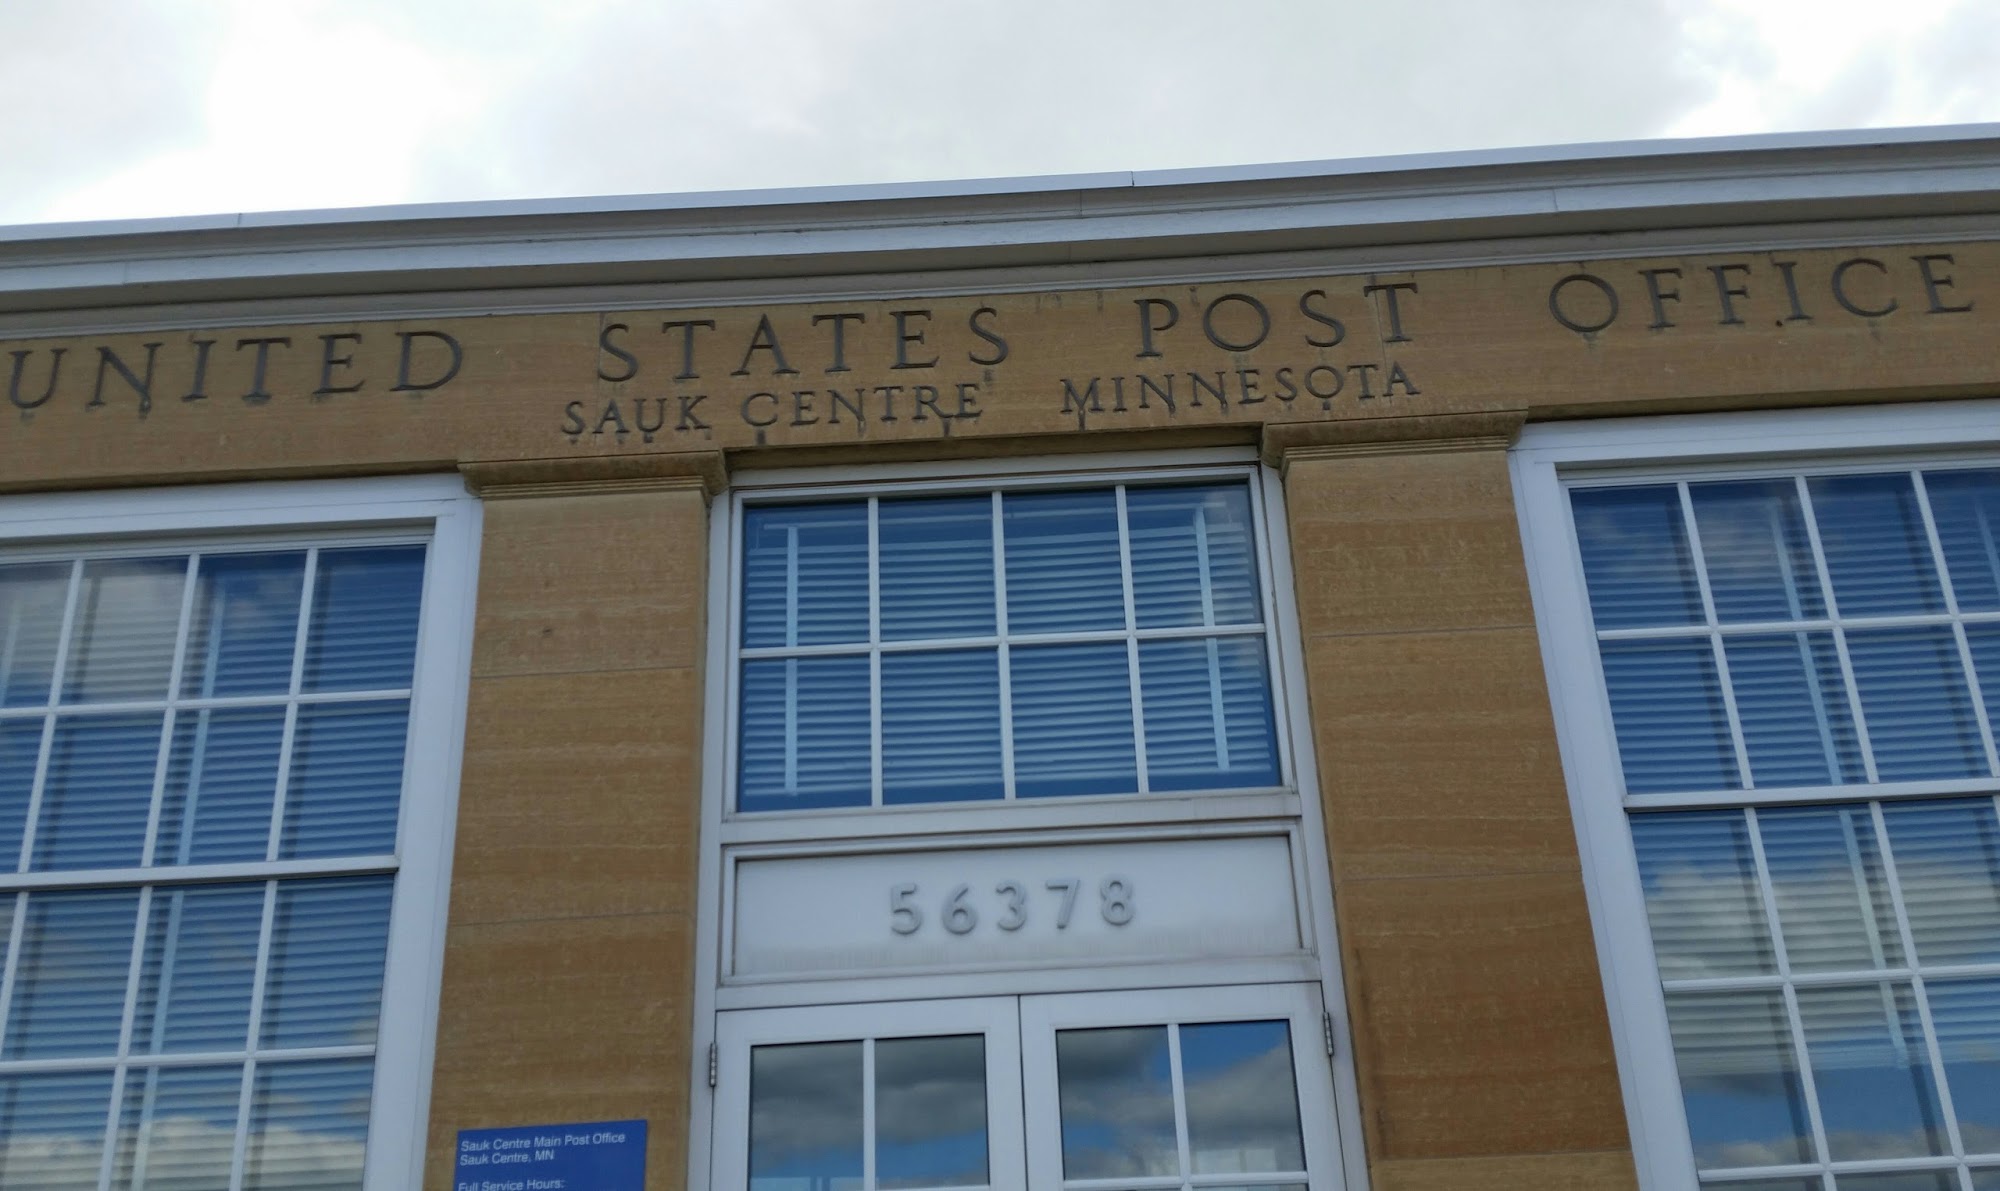 UNITED STATES POST OFFICE
SAUK CENTRE MINNESOTA
56378
Sauk Centre Main Post Office
Sauk Centre, MN
Full Service Hours: